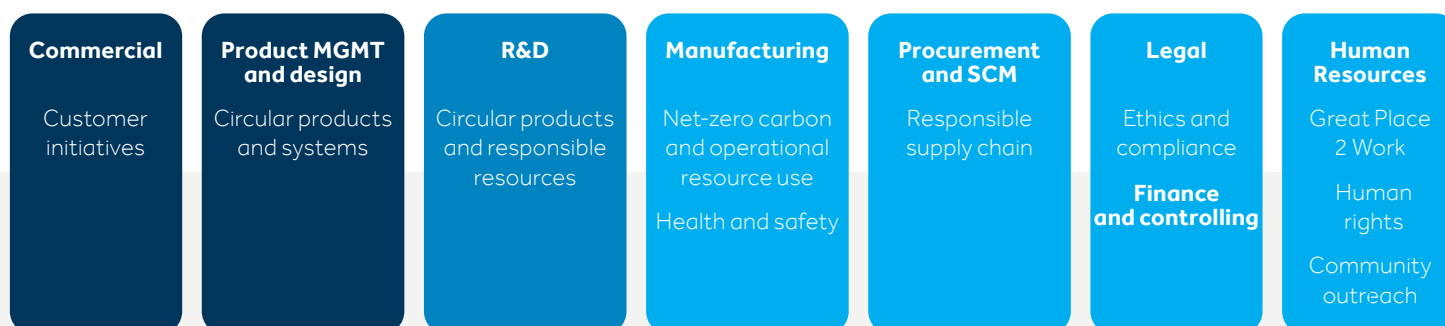 Commercial
Customer
initiatives
Product MGMT
and design
Circular products
and systems
R&D
Circular products
and responsible
resources
Manufacturing
Net-zero carbon
and operational
resource use
Health and safety
Procurement
and SCM
Responsible
supply chain
Legal
Ethics and
compliance
Finance
and controlling
Human
Resources
Great Place
2 Work
Human
rights
Community
outreach